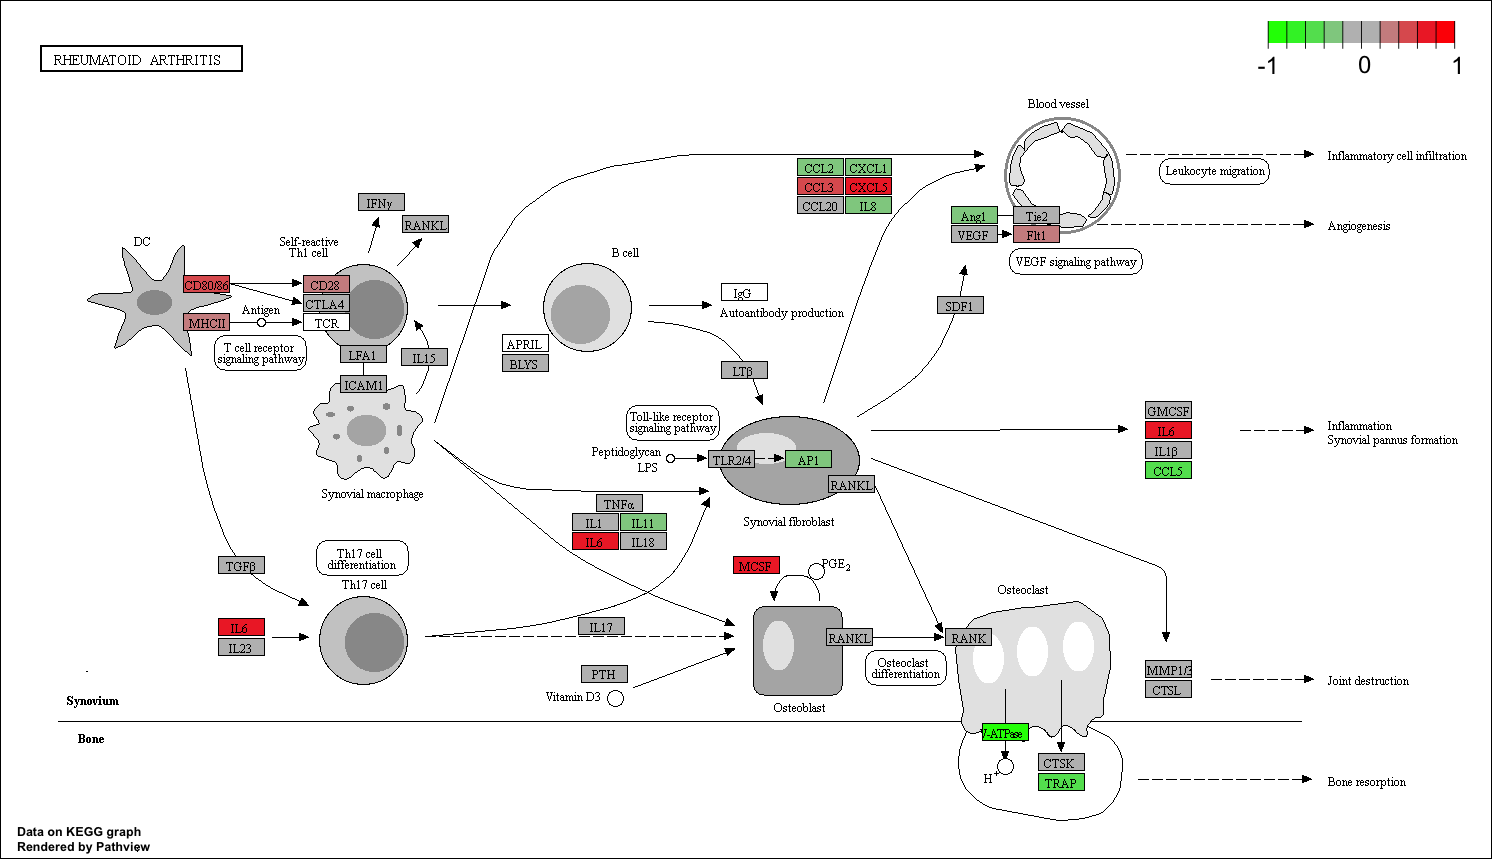 RHEUMATOID ARTHRITIS
-1 0 1
Blood vessel
Inflammatory cell infiltration
Leukocyte migration
CCL2 CXCL1
CCL3 CXCL5
CCL20 IL8
IFNγ
RANKL
Ang1 Tie2
VEGF Flt1
Angiogenesis
VEGF signaling pathway
DC
Self-reactive
Th1 cell
B cell
CD80/86 CD28
CTLA4
Antigen
MHCII TCR
T cell receptor
signaling pathway
IgG
Autoantibody production
SDF1
APRIL
BLYS
LFA1
IL15
ICAM1
LTβ
Toll-like receptor
signaling pathway
Peptidoglycan
LPS
TLR2/4 AP1
RANKL
Synovial fibroblast
GMCSF
IL6
IL1β
CCL5
Inflammation
Synovial pannus formation
Synovial macrophage
TNFα
IL1 IL11
IL6 IL18
TGFβ
Th17 cell
differentiation
Th17 cell
IL6
IL23
MCSF
PGE2
Osteoclast
IL17
RANKL RANK
Osteoclast
differentiation
PTH
Vitamin D3
Osteoblast
MMP1/3
CTSL
Joint destruction
Synovium
Bone
V-ATPase
H+
CTSK
TRAP
Bone resorption
Data on KEGG graph
Rendered by Pathview